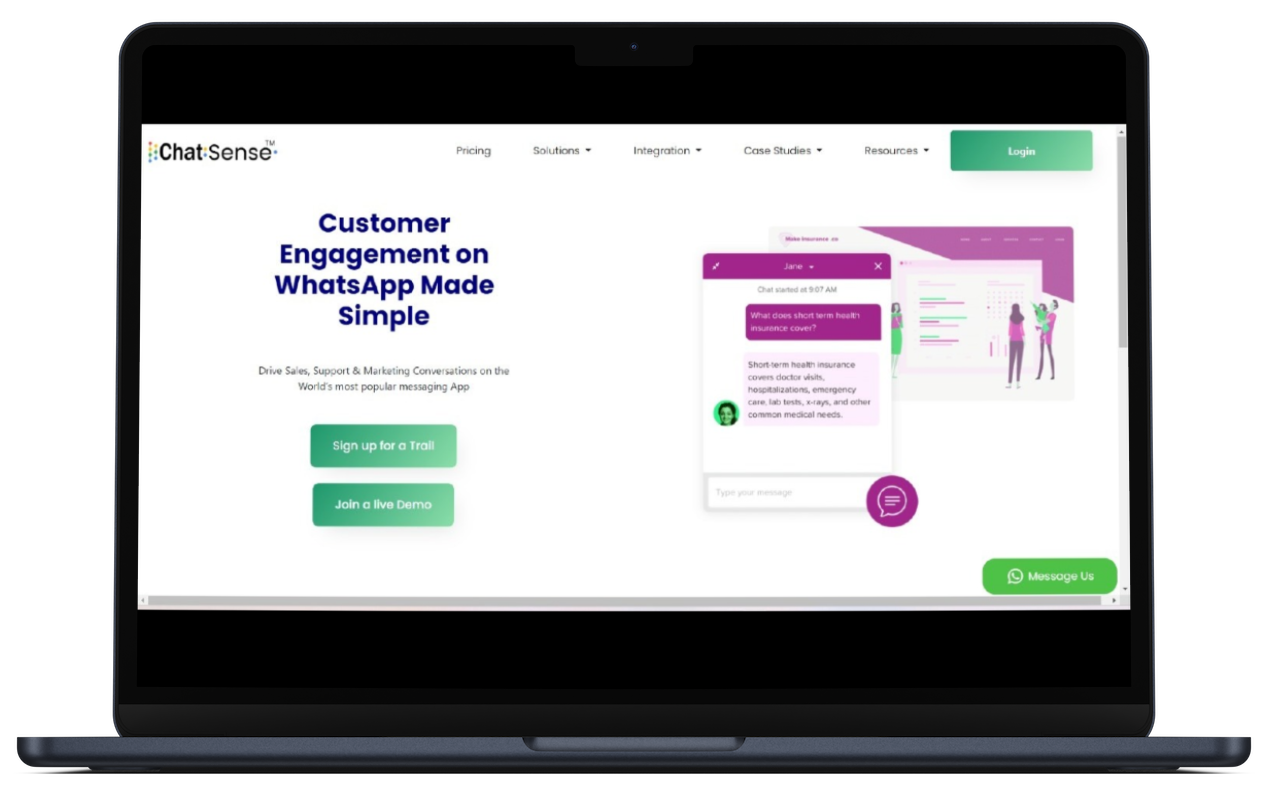 Chat:Sense™
Pricing
Solutions
Integration
Case Studies
Resources
Login
Customer
Engagement on
WhatsApp Made
Simple
Drive Sales, Support & Marketing Conversations on the
World's most popular messaging App
Sign up for a Trail
Join a live Demo
Make Insurance co
Jane
Chat started at 9:07 AM
What does short term health
insurance cover?
Short-term health insurance
covers doctor visits,
hospitalizations, emergency
care, lab tests, x-rays, and other
common medical needs.
Type your message
Message Us